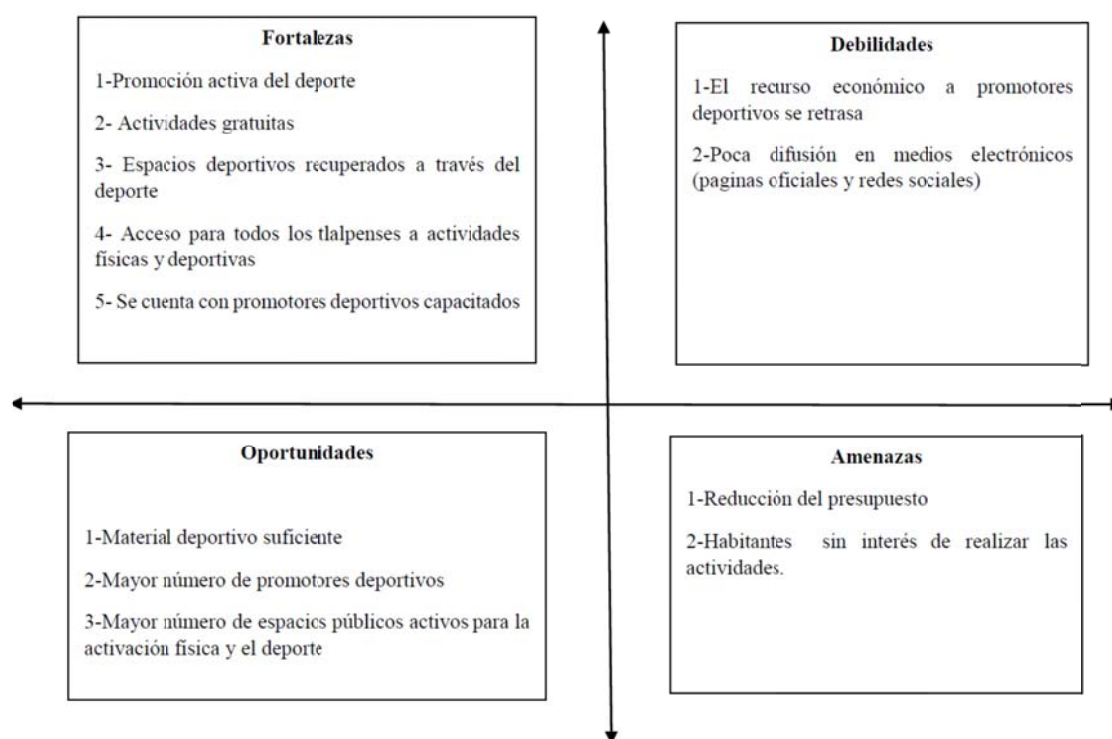 Fortalezas
1-Promoción activa del deporte
2- Actividades gratuitas
3- Espacios deportivos recuperados a través del
deporte
4- Acceso para todos los tlalpenses a actividades
físicas y deportivas
5- Se cuenta con promotores deportivos capacitados
Debilidades
1-El recurso económico a promotores
deportivos se retrasa
2-Poca difusión en medios electrónicos
(paginas oficiales y redes sociales)
Oportunidades
1-Material deportivo suficiente
2-Mayor número de promotores deportivos
3-Mayor número de espacios públicos activos para la
activación física y el deporte
Amenazas
1-Reducción del presupuesto
2-Habitantes sin interés de realizar las
actividades.